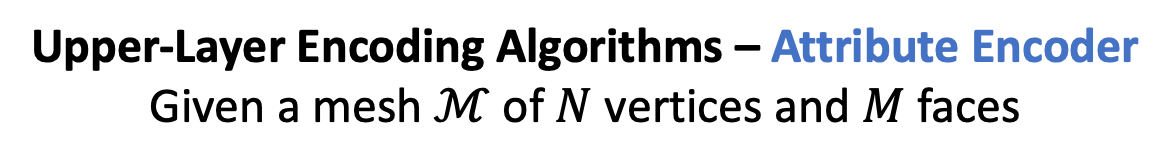 Upper-Layer Encoding Algorithms – Attribute Encoder
Given a mesh ℳ of 𝑁 vertices and 𝑀 faces